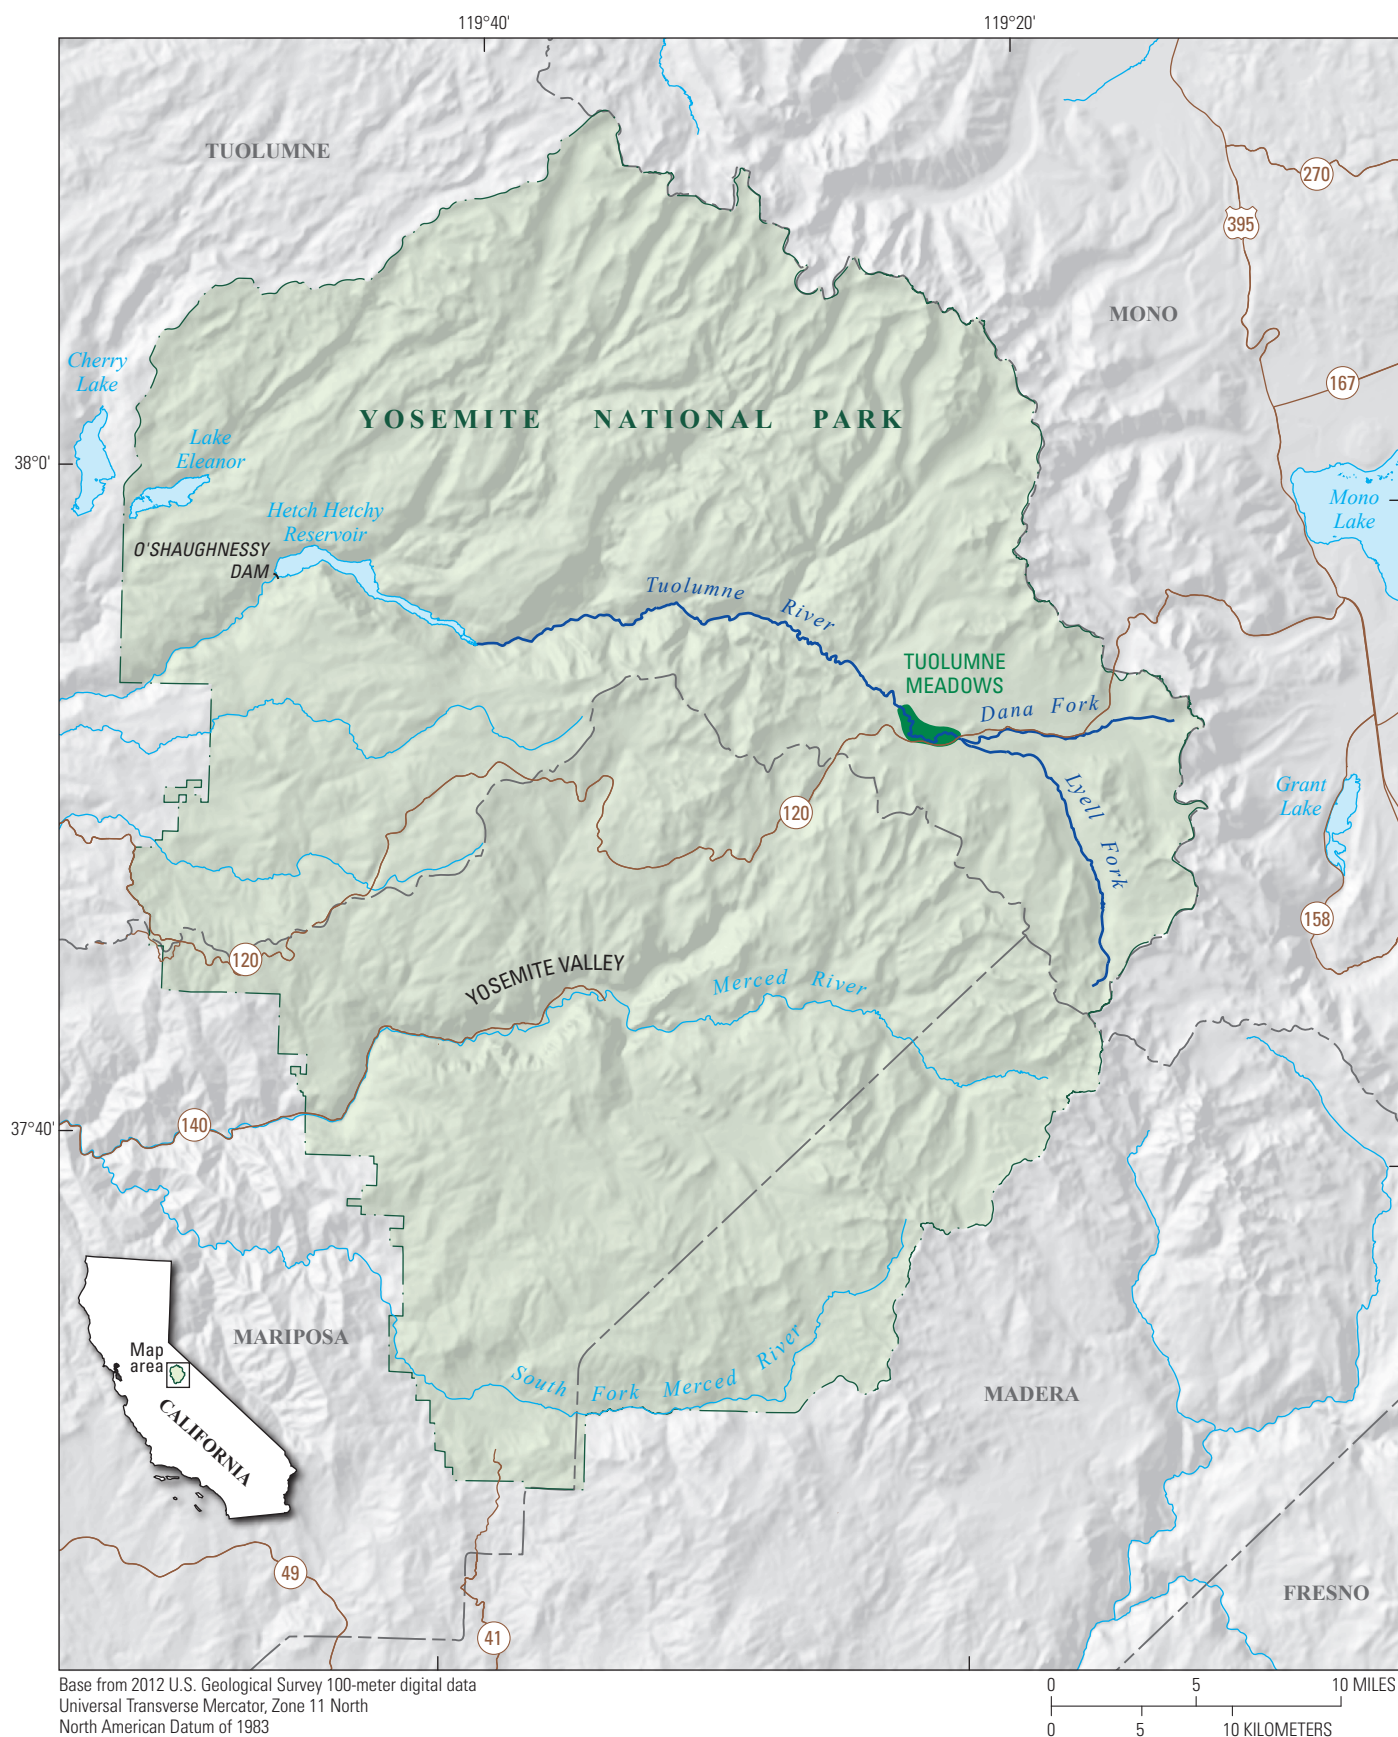 119°40'
119°20'
TUOLUMNE
270
395
MONO
Cherry
Lake
167
YOSEMITE NATIONAL PARK
Lake
Eleanor
38°0'
Mono
Lake
Hetch Hetchy
Reservoir
O'SHAUGHNESSY
DAM
Tuolumne River
TUOLUMNE
MEADOWS
Dana Fork
Lyell Fork
Grant
Lake
120
158
120
YOSEMITE VALLEY
Merced River
140
37°40'
MARIPOSA
Map
area
CALIFORNIA
South Fork Merced River
MADERA
49
41
FRESNO
Base from 2012 U.S. Geological Survey 100-meter digital data
Universal Transverse Mercator, Zone 11 North
North American Datum of 1983
0 5 10 MILES
0 5 10 KILOMETERS